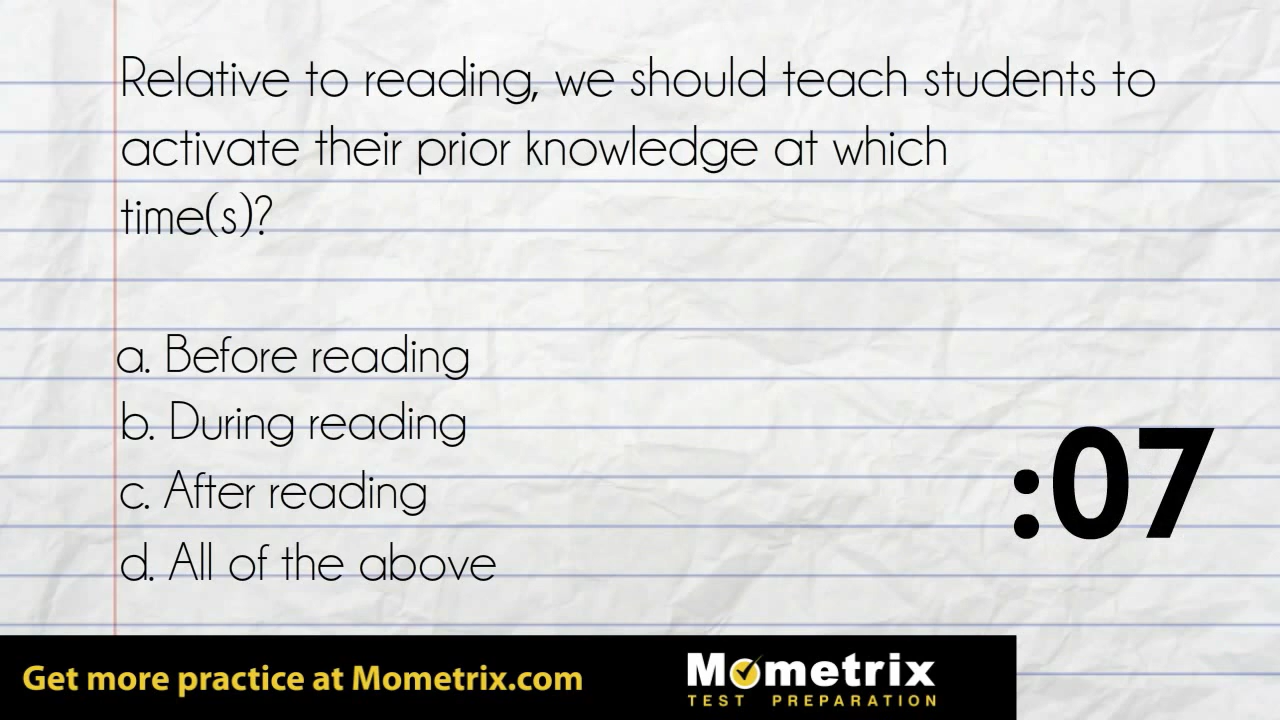 Relative to reading, we should teach students to
activate their prior knowledge at which
time(s)?
a. Before reading
b. During reading
c. After reading
d. All of the above
:07
Get more practice at Mometrix.com
Mometrix
TEST PREPARATION